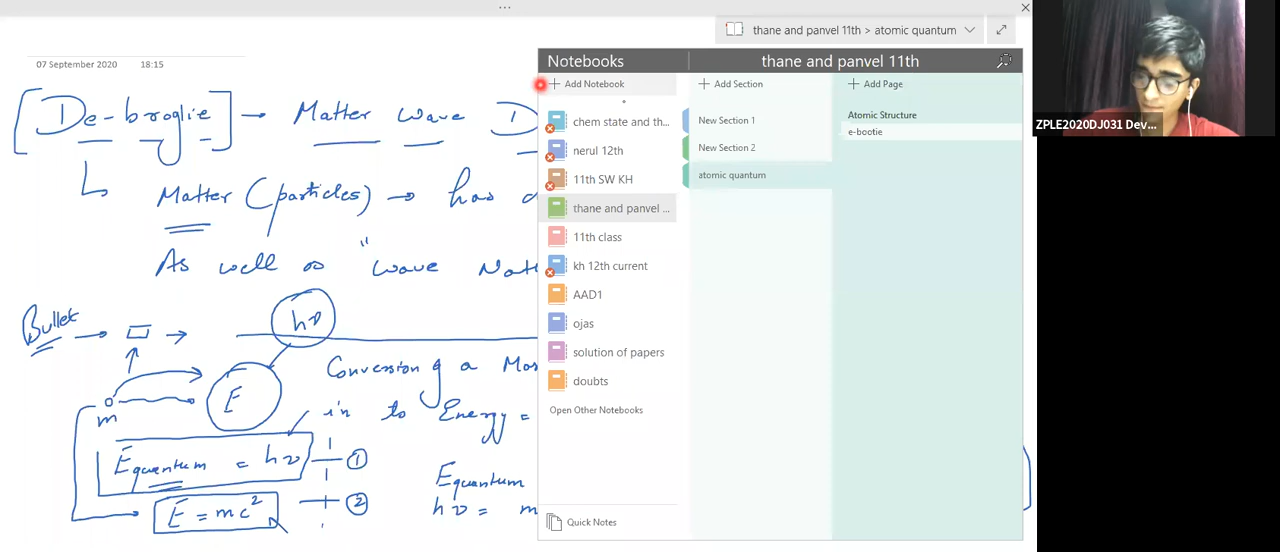 thane and panvel 11th > atomic quantum
Notebooks
thane and panvel 11th
+ Add Notebook
+ Add Section
+ Add Page
chem state and th...
nerul 12th
11th SW KH
thane and panvel ...
11th class
kh 12th current
AAD1
ojas
solution of papers
doubts
Open Other Notebooks
Quick Notes
New Section 1
New Section 2
atomic quantum
Atomic Structure
e-bootie
ZPLE2020DJ031 Dev...
07 September 2020 18:15
[De-broglie] → Matter wave D
Matter (particles) → has d
As well as "wave Nat
Bullet → →
hν
E
m
Conversion of a Mas
in to Energy =
Equantum = hν ①
E = mc² ②
Equantum
hν = m